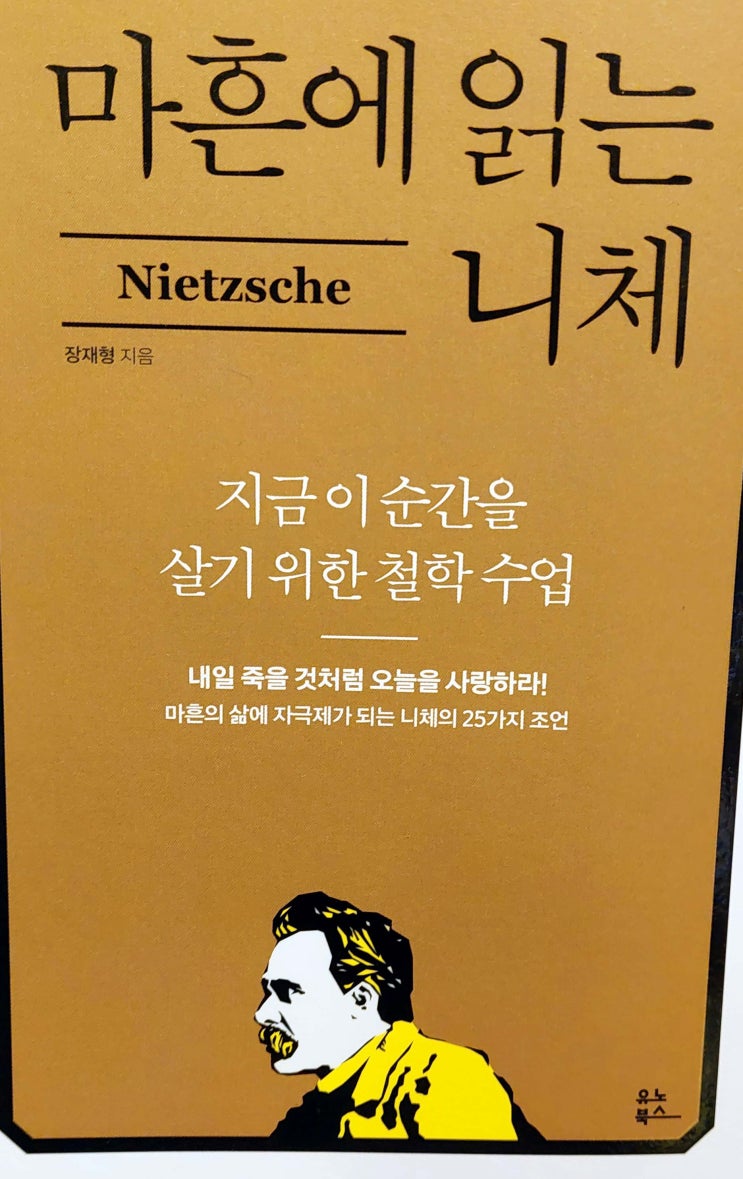 마흔에 읽는
니체
Nietzsche
장재형 지음
지금 이 순간을
살기 위한 철학 수업
내일 죽을 것처럼 오늘을 사랑하라!
마흔의 삶에 자극제가 되는 니체의 25가지 조언
유노
북스